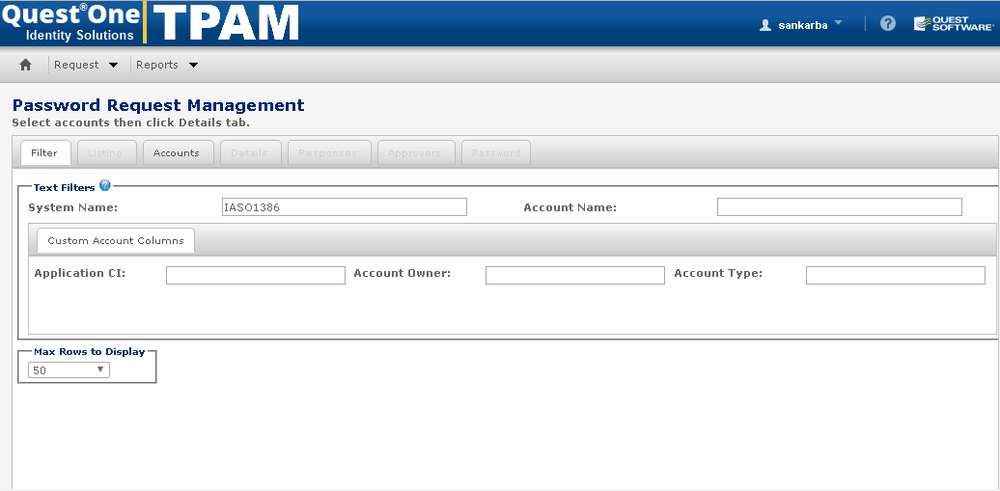 Quest®One TPAM
Identity Solutions
sankarba
?
QUEST SOFTWARE
Request Reports
Password Request Management
Select accounts then click Details tab.
Filter Listing Accounts Details Responses Approvers Password
Text Filters ?
System Name: IASO1386 Account Name:
Custom Account Columns
Application CI: Account Owner: Account Type:
Max Rows to Display
50